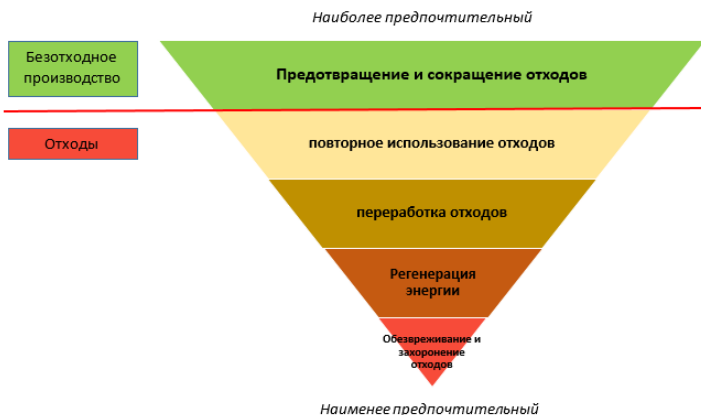 Наиболее предпочтительный
Безотходное
производство
Предотвращение и сокращение отходов
Отходы
повторное использование отходов
переработка отходов
Регенерация
энергии
Обезвреживание и
захоронение
отходов
Наименее предпочтительный